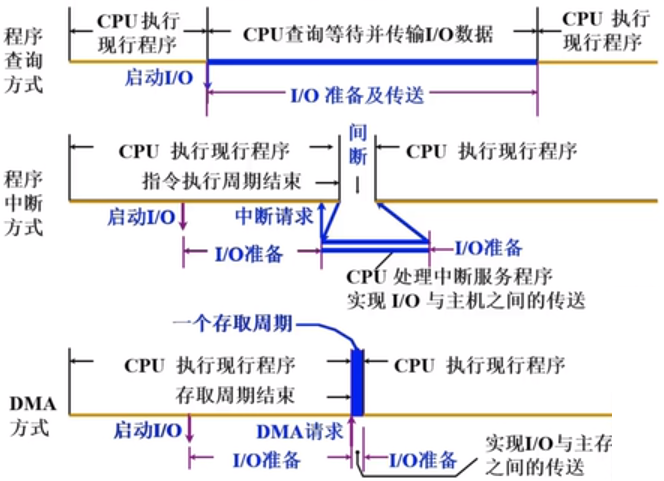 程序
查询
方式
CPU 执行
现行程序
CPU查询等待并传输I/O数据
CPU 执行
现行程序
启动I/O
I/O 准备及传送
程序
中断
方式
CPU 执行现行程序
间
断
CPU 执行现行程序
指令执行周期结束
启动I/O
中断请求
I/O准备
I/O准备
CPU 处理中断服务程序
实现 I/O 与主机之间的传送
一个存取周期
DMA
方式
CPU 执行现行程序
CPU 执行现行程序
存取周期结束
启动I/O
DMA请求
I/O准备
I/O准备
实现I/O与主存
之间的传送